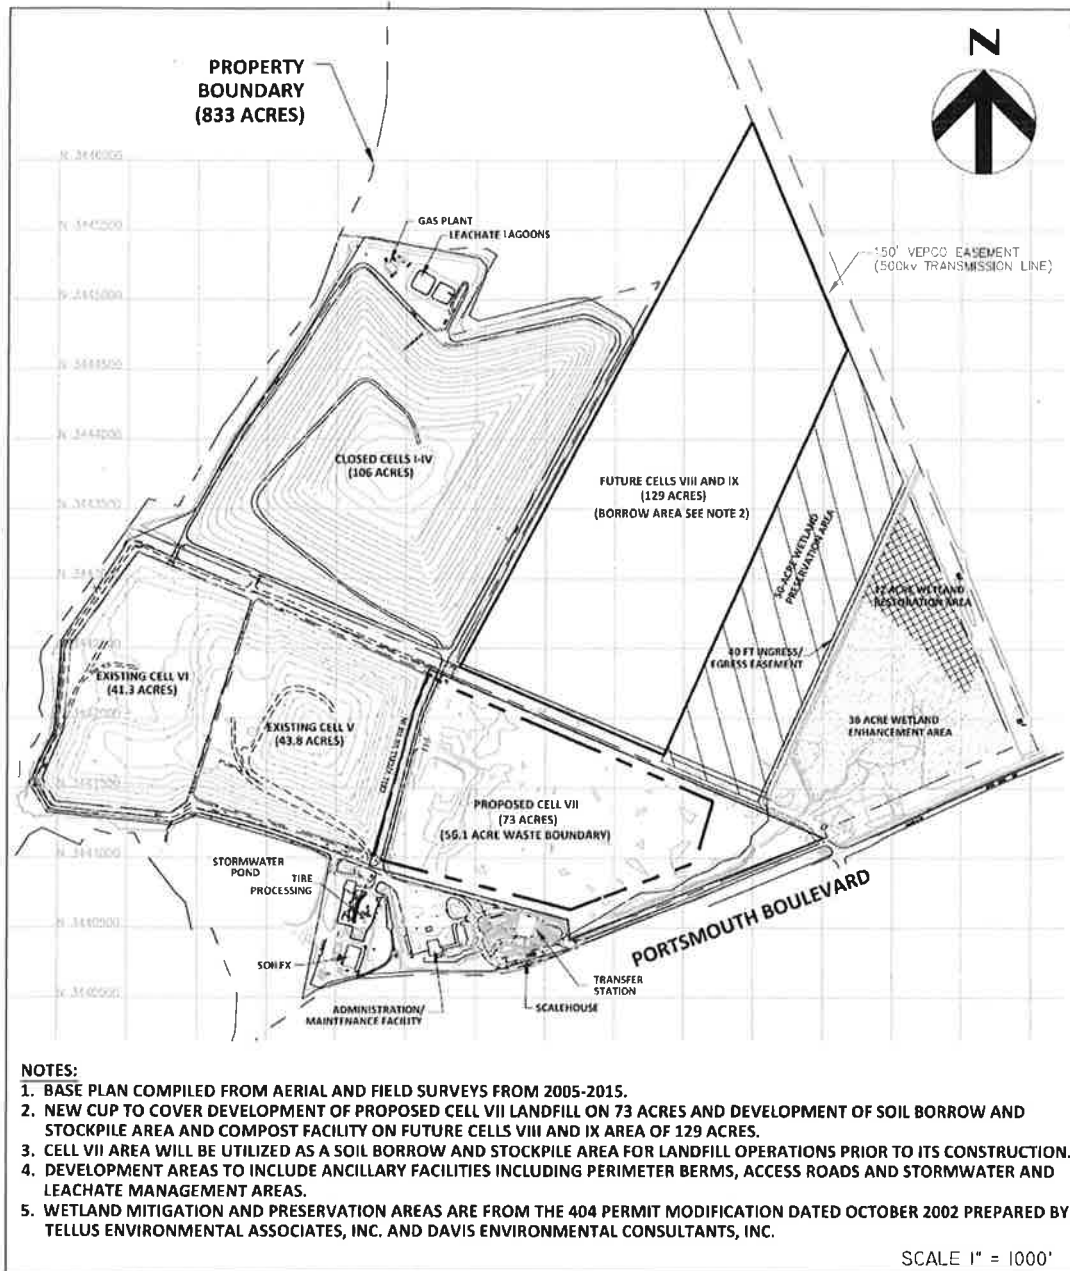 N
PROPERTY
BOUNDARY
(833 ACRES)
N 3446000
GAS PLANT
LEACHATE LAGOONS
N 3445500
150' VEPCO EASEMENT
(500kv TRANSMISSION LINE)
N 3445000
N 3444500
N 3444000
CLOSED CELLS I-IV
(106 ACRES)
FUTURE CELLS VIII AND IX
(129 ACRES)
(BORROW AREA SEE NOTE 2)
N 3443500
WETLAND
PRESERVATION AREA
12 ACRE WETLAND
RESTORATION AREA
40 FT INGRESS/
EGRESS EASEMENT
EXISTING CELL VI
(41.3 ACRES)
EXISTING CELL V
(43.8 ACRES)
WETLAND
ENHANCEMENT AREA
PROPOSED CELL VII
(73 ACRES)
(56.1 ACRE WASTE BOUNDARY)
N 3441000
STORMWATER
POND
TIRE
PROCESSING
PORTSMOUTH BOULEVARD
N 3440500
SOILEX
TRANSFER
STATION
N 3440000
ADMINISTRATION/
MAINTENANCE FACILITY
SCALEHOUSE
NOTES:
1. BASE PLAN COMPILED FROM AERIAL AND FIELD SURVEYS FROM 2005-2015.
2. NEW CUP TO COVER DEVELOPMENT OF PROPOSED CELL VII LANDFILL ON 73 ACRES AND DEVELOPMENT OF SOIL BORROW AND
STOCKPILE AREA AND COMPOST FACILITY ON FUTURE CELLS VIII AND IX AREA OF 129 ACRES.
3. CELL VII AREA WILL BE UTILIZED AS A SOIL BORROW AND STOCKPILE AREA FOR LANDFILL OPERATIONS PRIOR TO ITS CONSTRUCTION.
4. DEVELOPMENT AREAS TO INCLUDE ANCILLARY FACILITIES INCLUDING PERIMETER BERMS, ACCESS ROADS AND STORMWATER AND
LEACHATE MANAGEMENT AREAS.
5. WETLAND MITIGATION AND PRESERVATION AREAS ARE FROM THE 404 PERMIT MODIFICATION DATED OCTOBER 2002 PREPARED BY
TELLUS ENVIRONMENTAL ASSOCIATES, INC. AND DAVIS ENVIRONMENTAL CONSULTANTS, INC.
SCALE 1" = 1000'